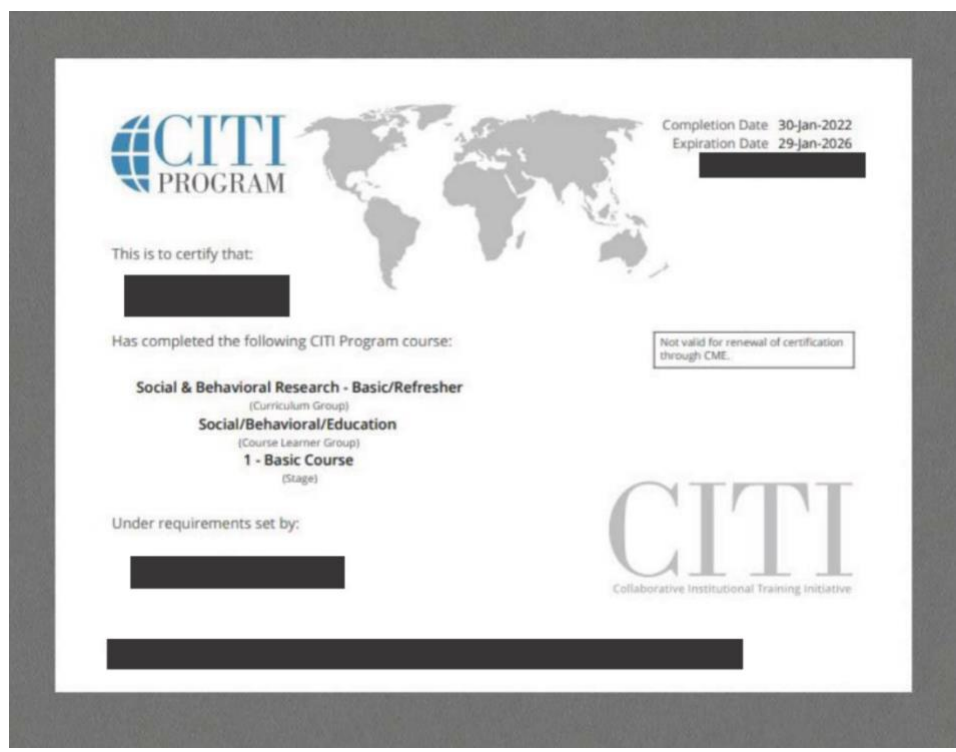 CITI
PROGRAM
Completion Date 30-Jan-2022
Expiration Date 29-Jan-2026
This is to certify that:
Has completed the following CITI Program course:
Not valid for renewal of certification
through CME.
Social & Behavioral Research - Basic/Refresher
(Curriculum Group)
Social/Behavioral/Education
(Course Learner Group)
1 - Basic Course
(Stage)
Under requirements set by:
CITI
Collaborative Institutional Training Initiative